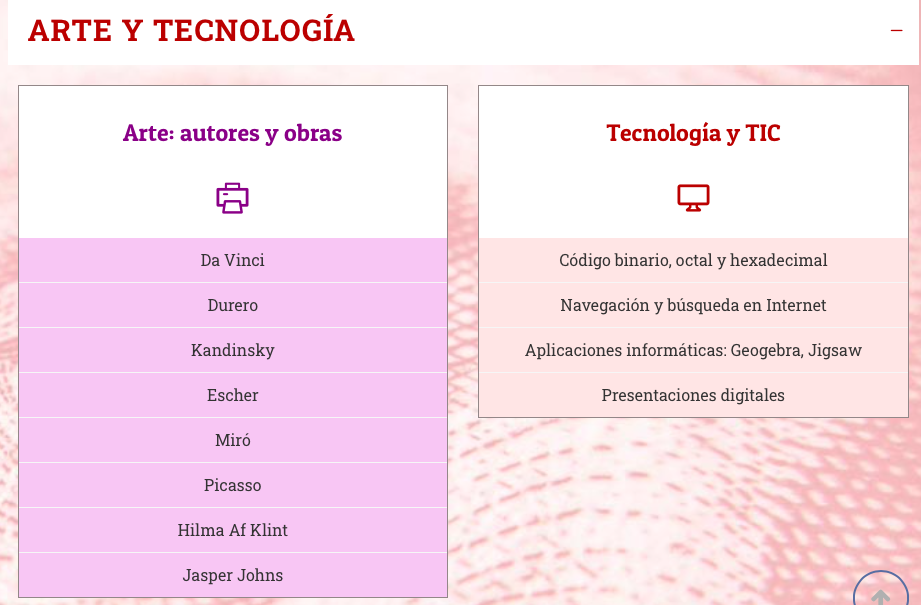 ARTE Y TECNOLOGÍA
Arte: autores y obras
Da Vinci
Durero
Kandinsky
Escher
Miró
Picasso
Hilma Af Klint
Jasper Johns
Tecnología y TIC
Código binario, octal y hexadecimal
Navegación y búsqueda en Internet
Aplicaciones informáticas: Geogebra, Jigsaw
Presentaciones digitales